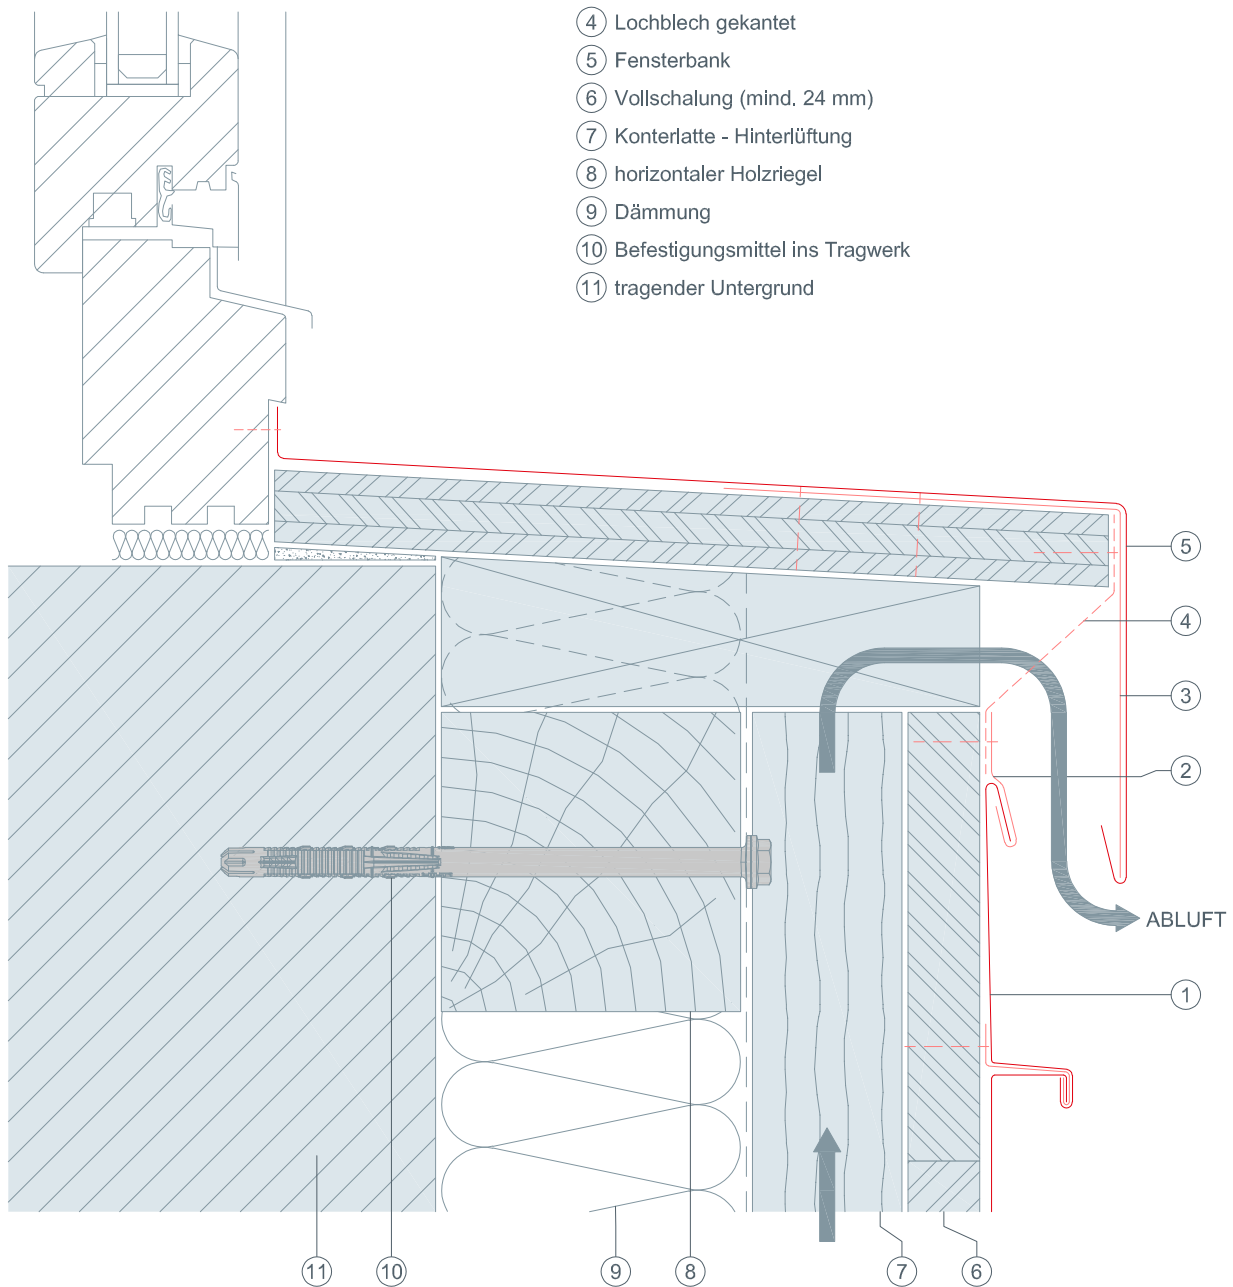 4 Lochblech gekantet
5 Fensterbank
6 Vollschalung (mind. 24 mm)
7 Konterlatte - Hinterlüftung
8 horizontaler Holzriegel
9 Dämmung
10 Befestigungsmittel ins Tragwerk
11 tragender Untergrund
5
4
3
2
ABLUFT
1
11
10
9
8
7
6